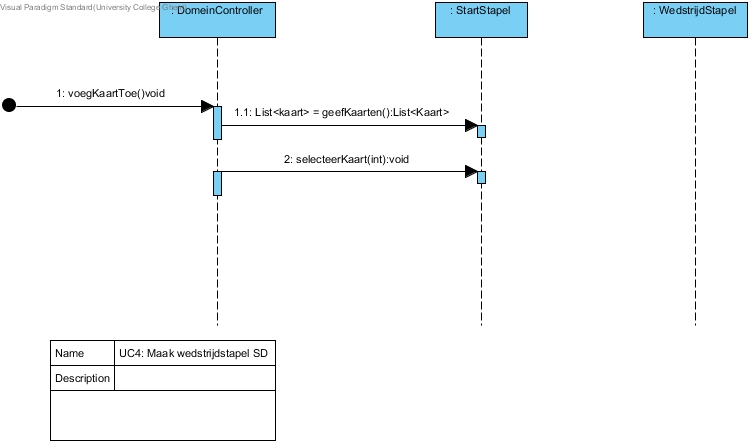 Visual Paradigm Standard(University College Ghent)
: DomeinController
: StartStapel
: WedstrijdStapel
1: voegKaartToe()void
1.1: List<kaart> = geefKaarten():List<Kaart>
2: selecteerKaart(int):void
Name UC4: Maak wedstrijdstapel SD
Description